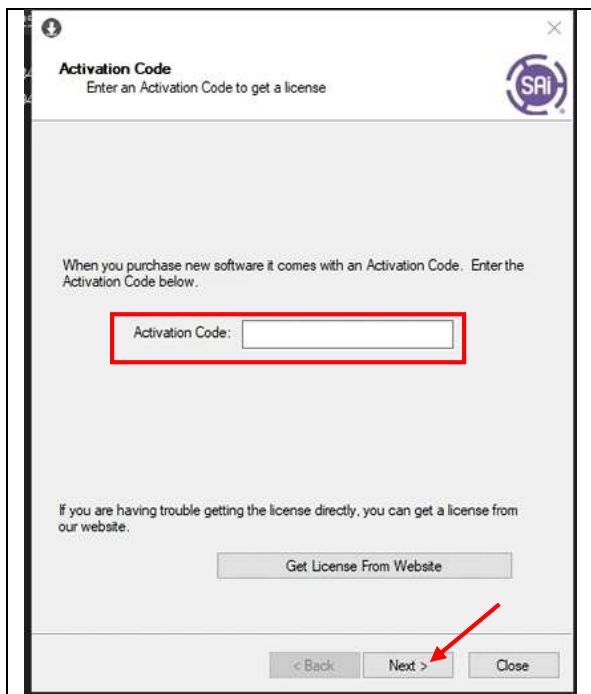 Activation Code
Enter an Activation Code to get a license
SAi
When you purchase new software it comes with an Activation Code. Enter the
Activation Code below.
Activation Code:
If you are having trouble getting the license directly, you can get a license from
our website.
Get License From Website
< Back
Next >
Close